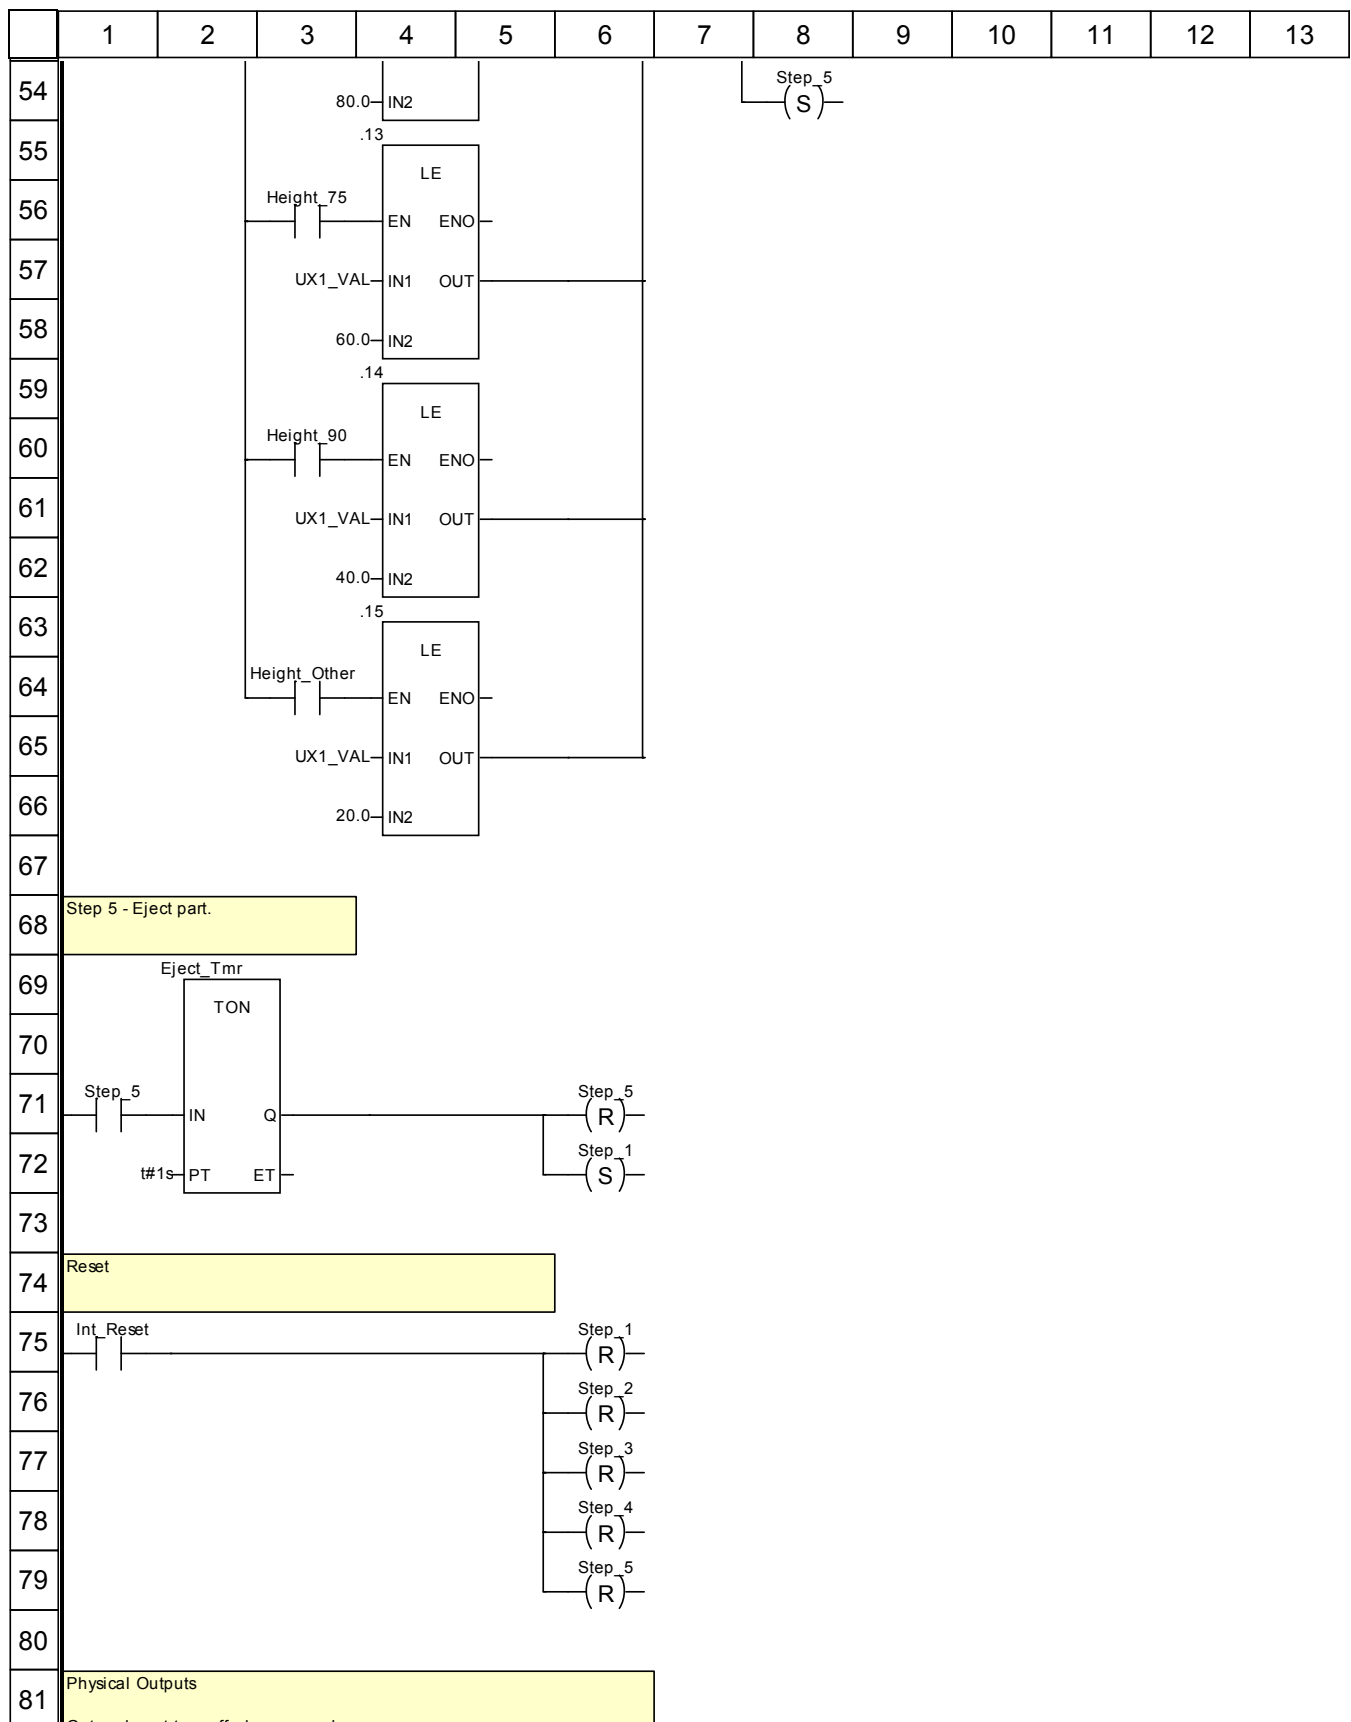 1 2 3 4 5 6 7 8 9 10 11 12 13
54
80.0 IN2
Step_5
S
55
.13
LE
56
Height_75
EN ENO
57
UX1_VAL IN1 OUT
58
60.0 IN2
59
.14
LE
60
Height_90
EN ENO
61
UX1_VAL IN1 OUT
62
40.0 IN2
63
.15
LE
64
Height_Other
EN ENO
65
UX1_VAL IN1 OUT
66
20.0 IN2
67
68
Step 5 - Eject part.
69
Eject_Tmr
TON
70
71
Step_5
IN Q
Step_5
R
72
t#1s PT ET
Step_1
S
73
74
Reset
75
Int_Reset
Step_1
R
76
Step_2
R
77
Step_3
R
78
Step_4
R
79
Step_5
R
80
81
Physical Outputs